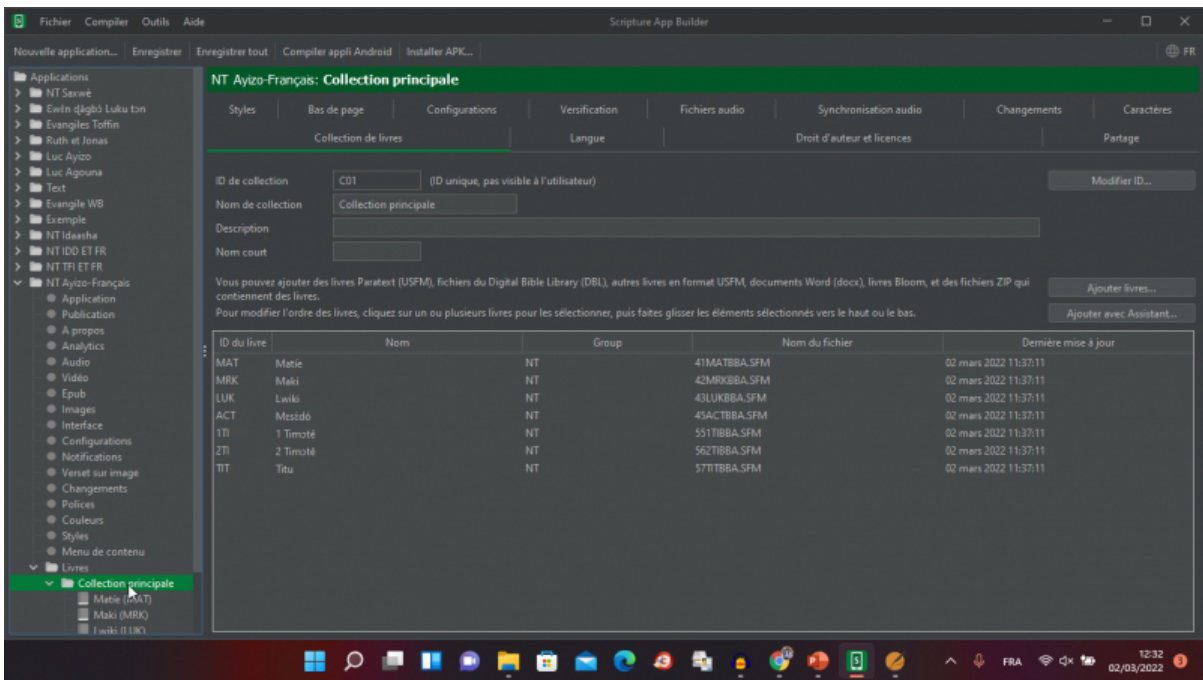 Fichier Compiler Outils Aide Scripture App Builder
Nouvelle application... Enregistrer Enregistrer tout Compiler appli Android Installer APK... FR
Applications
NT Saxwè
Evangiles Toffin
Ruth et Jonas
Luc Ayizo
Luc Agouna
Text
Evangile WB
Exemple
NT Idaasha
NT IDD ET FR
NT TFI ET FR
NT Ayizo-Français
Application
Publication
A propos
Analytics
Audio
Vidéo
Epub
Images
Interface
Configurations
Notifications
Verset sur image
Changements
Polices
Couleurs
Styles
Menu de contenu
Livres
Collection principale
Matíe (MAT)
Maki (MRK)
Lwiki (LUK)
NT Ayizo-Français: Collection principale
Styles Bas de page Configurations Versification Fichiers audio Synchronisation audio Changements Caractères
Collection de livres Langue Droit d'auteur et licences Partage
ID de collection C01 (ID unique, pas visible à l'utilisateur) Modifier ID...
Nom de collection Collection principale
Description
Nom court
Vous pouvez ajouter des livres Paratext (USFM), fichiers du Digital Bible Library (DBL), autres livres en format USFM, documents Word (docx), livres Bloom, et des fichiers ZIP qui
contiennent des livres.
Ajouter livres...
Pour modifier l'ordre des livres, cliquez sur un ou plusieurs livres pour les sélectionner, puis faites glisser les éléments sélectionnés vers le haut ou le bas.
Ajouter avec Assistant...
ID du livre Nom Group Nom du fichier Dernière mise à jour
MAT Matíe NT 41MATBBA.SFM 02 mars 2022 11:37:11
MRK Maki NT 42MRKBBA.SFM 02 mars 2022 11:37:11
LUK Lwiki NT 43LUKBBA.SFM 02 mars 2022 11:37:11
ACT NT 45ACTBBA.SFM 02 mars 2022 11:37:11
1TI 1 Timɔté NT 551TIBBA.SFM 02 mars 2022 11:37:11
2TI 2 Timɔté NT 562TIBBA.SFM 02 mars 2022 11:37:11
TIT Titu NT 57TITBBA.SFM 02 mars 2022 11:37:11
FRA 12:32
02/03/2022